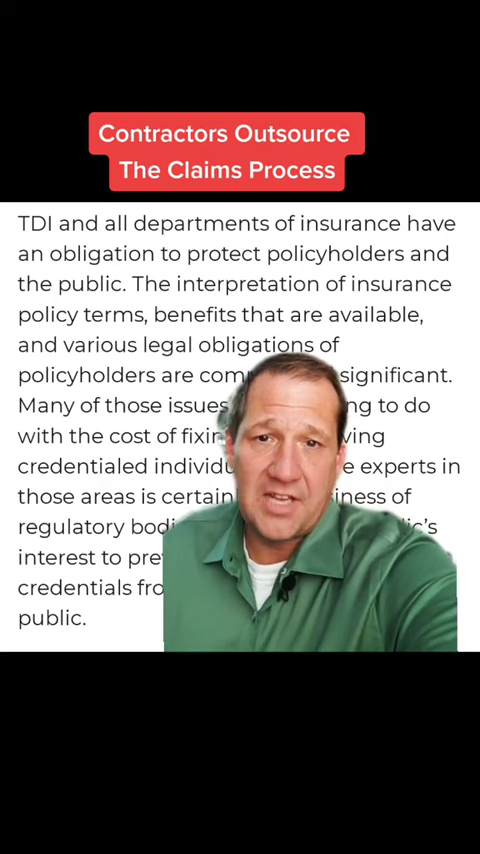 Contractors Outsource
The Claims Process
TDI and all departments of insurance have
an obligation to protect policyholders and
the public. The interpretation of insurance
policy terms, benefits that are available,
and various legal obligations of
policyholders are com significant.
Many of those issues ng to do
with the cost of fixin ving
credentialed individu e experts in
those areas is certain iness of
regulatory bodi ic's
interest to pre
credentials fro
public.